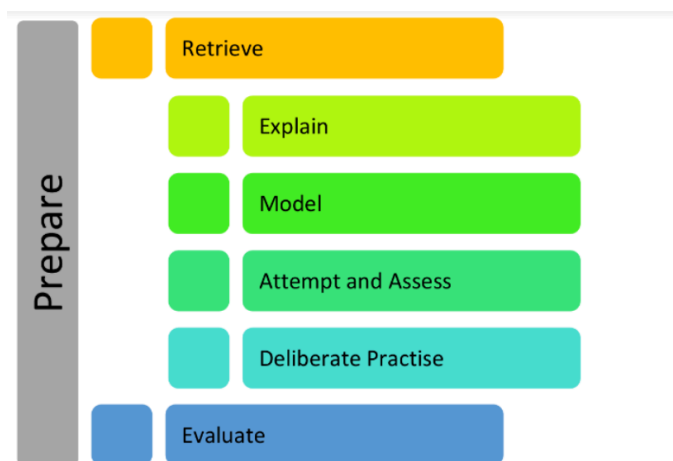 Prepare
Retrieve
Explain
Model
Attempt and Assess
Deliberate Practise
Evaluate